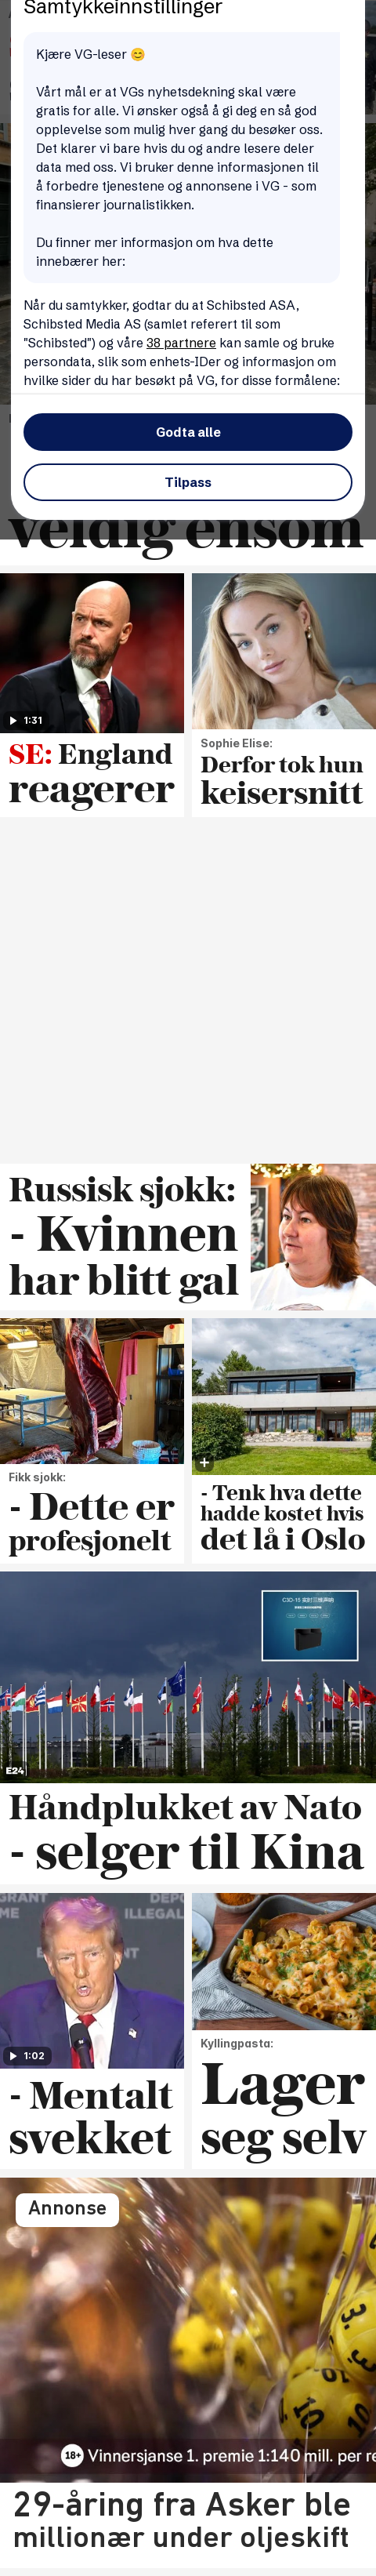 Samtykkeinnstillinger
Kjære VG-leser 😊
Vårt mål er at VGs nyhetsdekning skal være
gratis for alle. Vi ønsker også å gi deg en så god
opplevelse som mulig hver gang du besøker oss.
Det klarer vi bare hvis du og andre lesere deler
data med oss. Vi bruker denne informasjonen til
å forbedre tjenestene og annonsene i VG - som
finansierer journalistikken.
Du finner mer informasjon om hva dette
innebærer her:
Når du samtykker, godtar du at Schibsted ASA,
Schibsted Media AS (samlet referert til som
"Schibsted") og våre 38 partnere kan samle og bruke
persondata, slik som enhets-IDer og informasjon om
hvilke sider du har besøkt på VG, for disse formålene:
Godta alle
Tilpass
veldig ensom
1:31
SE: England
reagerer
Sophie Elise:
Derfor tok hun
keisersnitt
Russisk sjokk:
- Kvinnen
har blitt gal
Fikk sjokk:
- Dette er
profesjonelt
- Tenk hva dette
hadde kostet hvis
det lå i Oslo
E24
Håndplukket av Nato
- selger til Kina
1:02
- Mentalt
svekket
Kyllingpasta:
Lager
seg selv
Annonse
18+ Vinnersjanse 1. premie 1:140 mill. per re
29-åring fra Asker ble
millionær under oljeskift